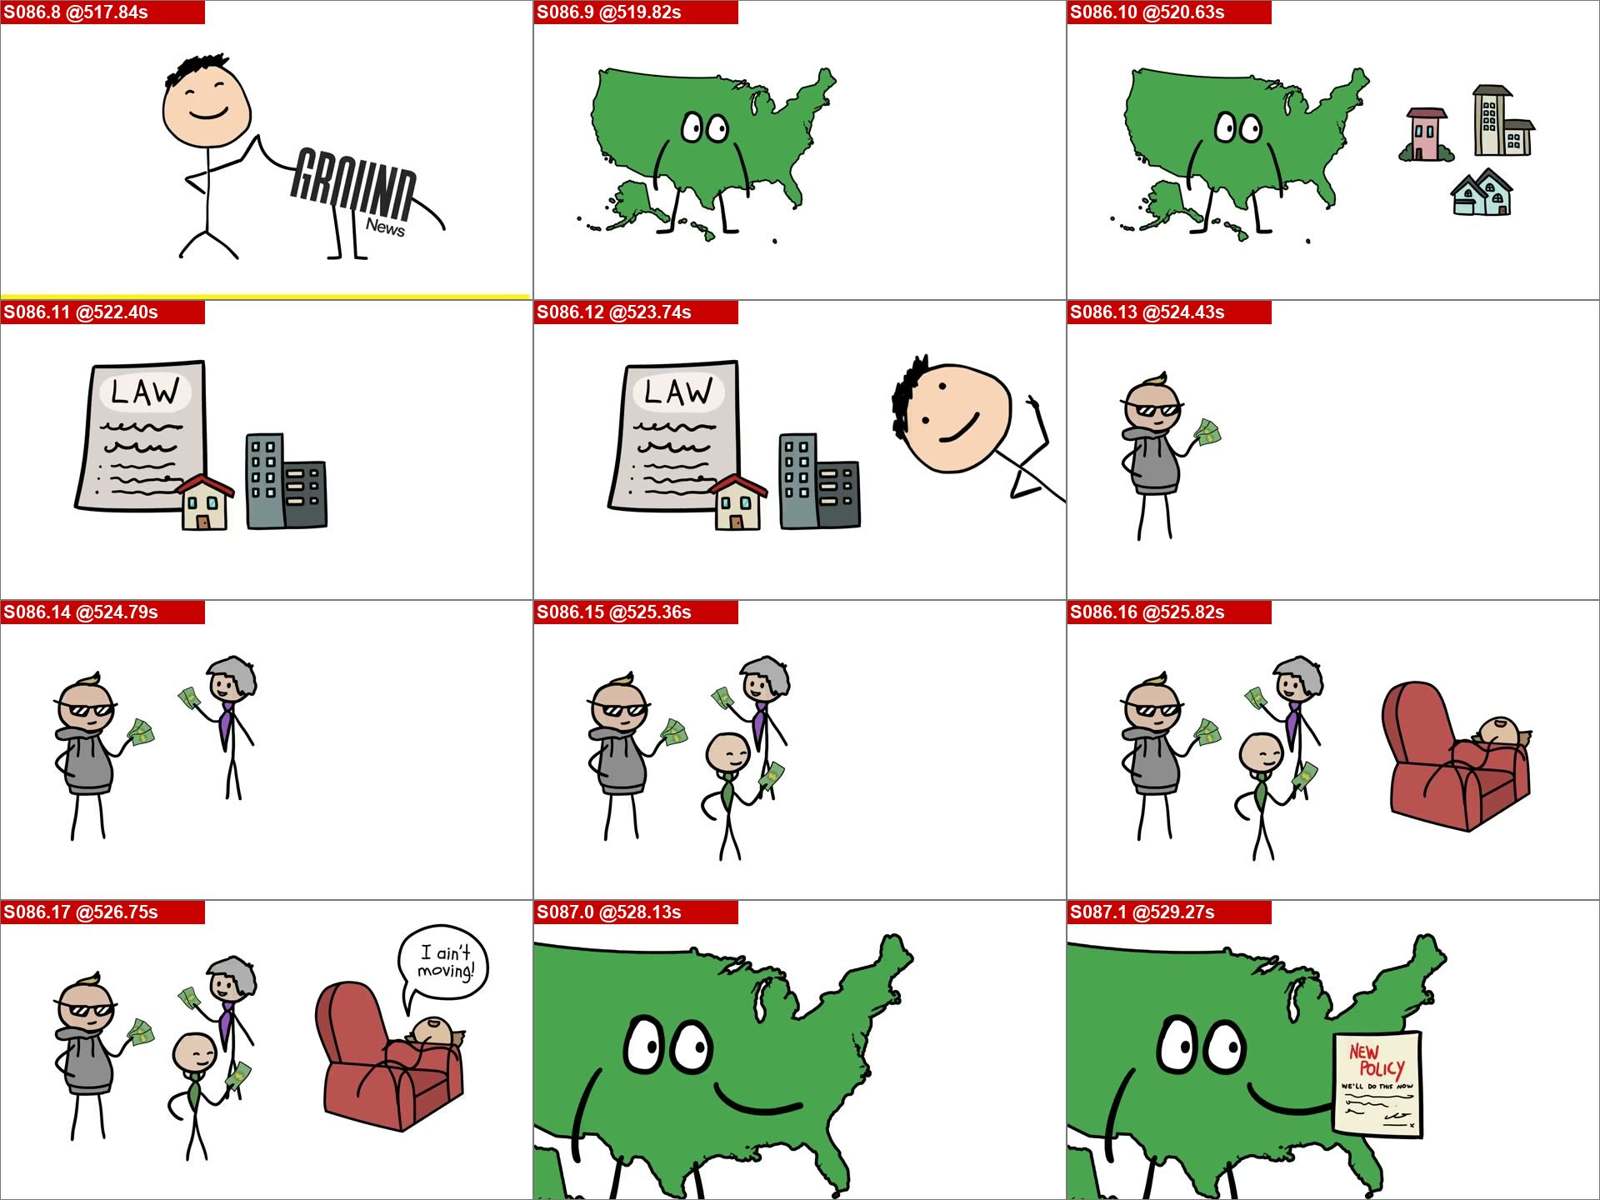 S086.8 @517.84s
GROUND
News
S086.9 @519.82s
S086.10 @520.63s
S086.11 @522.40s
LAW
S086.12 @523.74s
LAW
S086.13 @524.43s
S086.14 @524.79s
S086.15 @525.36s
S086.16 @525.82s
S086.17 @526.75s
I ain't
moving!
S087.0 @528.13s
S087.1 @529.27s
NEW
POLICY
WE'LL DO THIS NOW